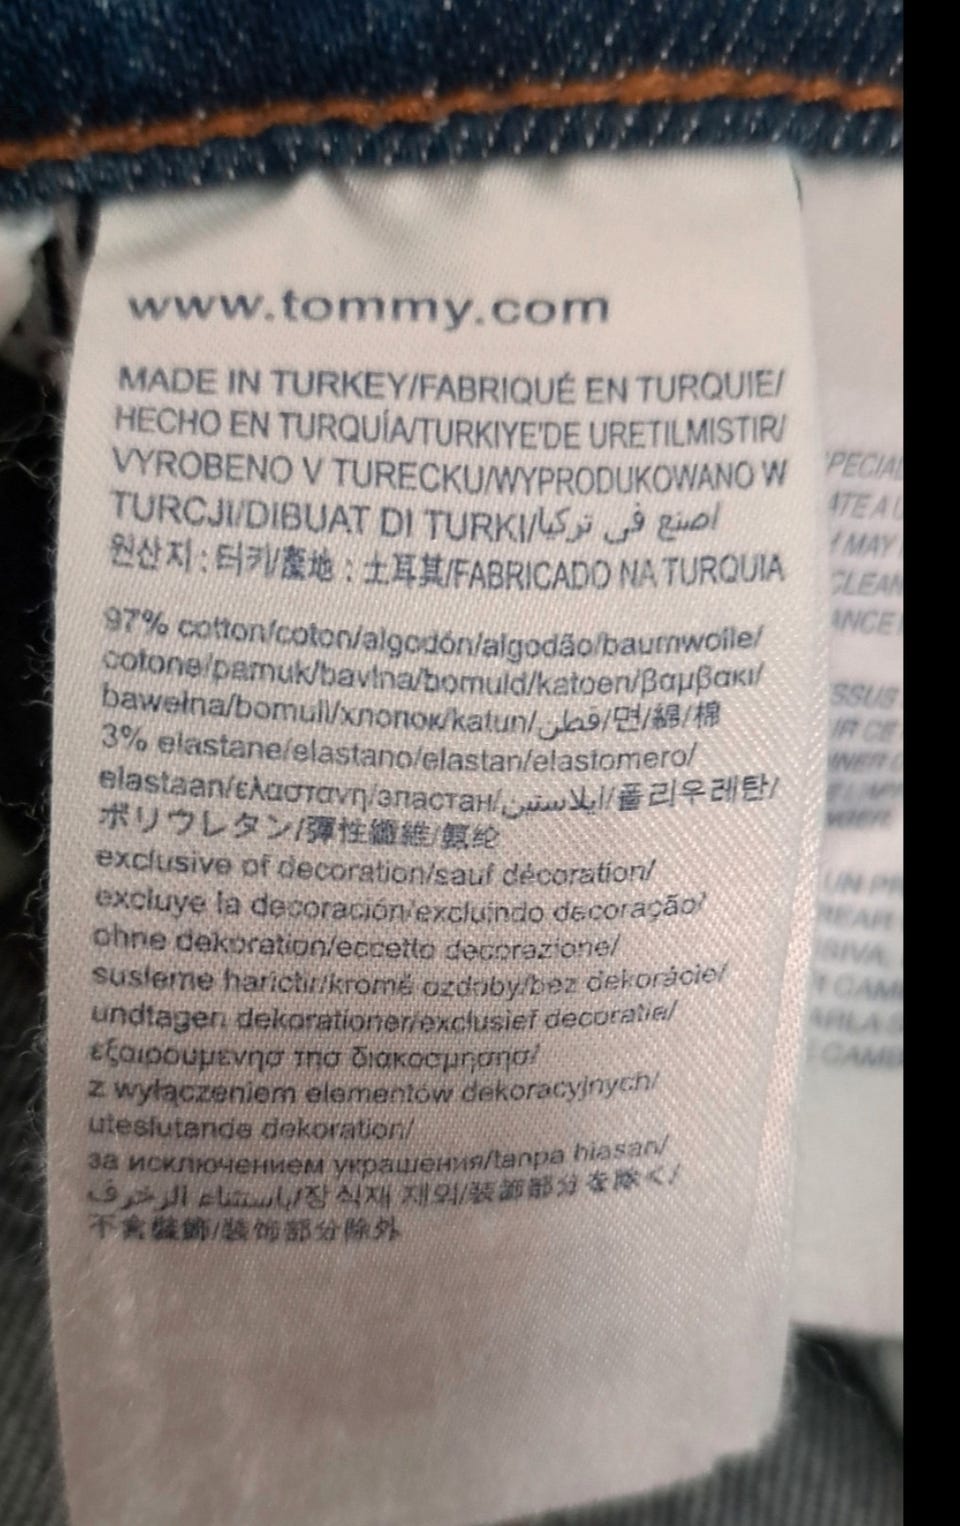 www.tommy.com
MADE IN TURKEY/FABRIQUÉ EN TURQUIE/
HECHO EN TURQUÍA/TURKIYE'DE URETILMISTIR/
VYROBENO V TURECKU/WYPRODUKOWANO W
TURCJI/DIBUAT DI TURKI/اصنع في تركيا
원산지 : 터키/產地 : 土耳其/FABRICADO NA TURQUIA
97% cotton/coton/algodón/algodão/baumwolle/
cotone/pamuk/bavlna/bomuld/katoen/βαμβακι/
bawełna/bomull/хлопок/katun/قطن/면/綿/棉
3% elastane/elastano/elastan/elastomero/
elastaan/ελαστανη/эластан/ايلاستين/폴리우레탄/
ポリウレタン/彈性纖維/氨纶
exclusive of decoration/sauf décoration/
excluye la decoración/excluindo decoração/
ohne dekoration/eccetto decorazione/
susleme harictir/kromě ozdoby/bez dekorácie/
undtagen dekorationer/exclusief decoratie/
εξαιρουμενησ τησ διακοσμησησ/
z wyłączeniem elementów dekoracyjnych/
uteslutande dekoration/
за исключением украшения/tanpa hiasan/
باستثناء الزخرف/장식재 제외/装飾部分を除く/
不含裝飾/装饰部分除外